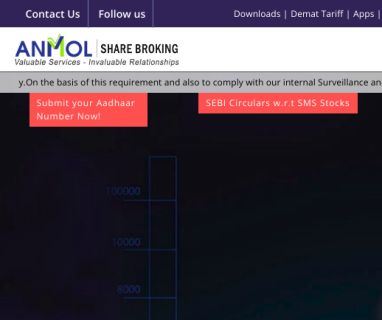 Contact Us | Follow us | Downloads | Demat Tariff | Apps |
ANMOL | SHARE BROKING
Valuable Services - Invaluable Relationships
y.On the basis of this requirement and also to comply with our internal Surveillance an
Submit your Aadhaar
Number Now!
SEBI Circulars w.r.t SMS Stocks
100000
10000
8000